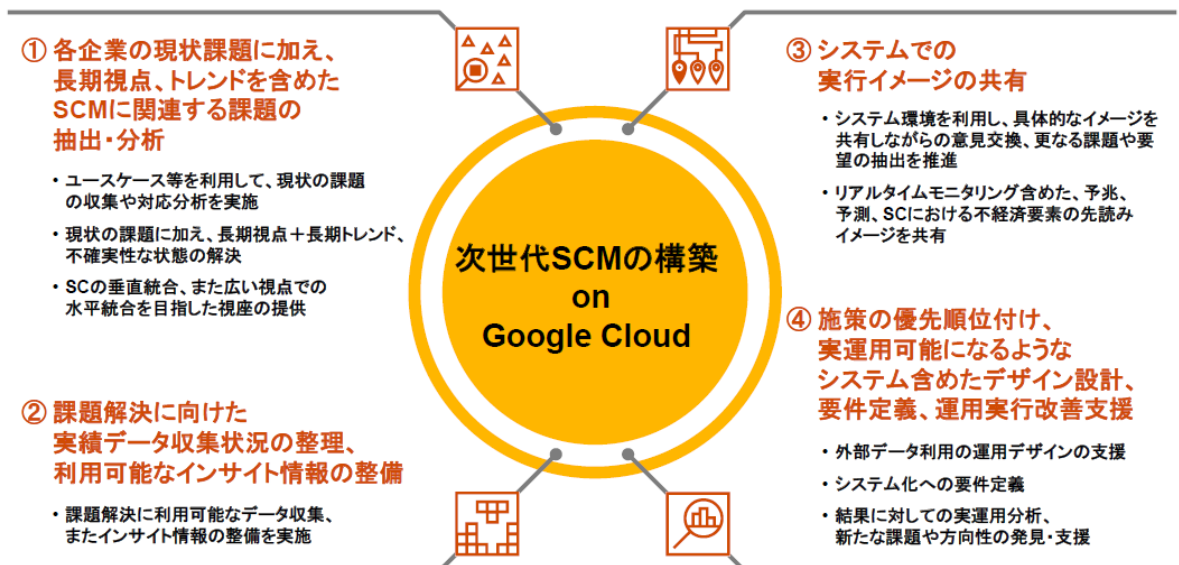 ① 各企業の現状課題に加え、
長期視点、トレンドを含めた
SCMに関連する課題の
抽出・分析
・ユースケース等を利用して、現状の課題
の収集や対応分析を実施
・現状の課題に加え、長期視点＋長期トレンド、
不確実性な状態の解決
・SCの垂直統合、また広い視点での
水平統合を目指した視座の提供
② 課題解決に向けた
実績データ収集状況の整理、
利用可能なインサイト情報の整備
・課題解決に利用可能なデータ収集、
またインサイト情報の整備を実施
次世代SCMの構築
on
Google Cloud
③ システムでの
実行イメージの共有
・システム環境を利用し、具体的なイメージを
共有しながらの意見交換、更なる課題や要
望の抽出を推進
・リアルタイムモニタリング含めた、予兆、
予測、SCにおける不経済要素の先読み
イメージを共有
④ 施策の優先順位付け、
実運用可能になるような
システム含めたデザイン設計、
要件定義、運用実行改善支援
・外部データ利用の運用デザインの支援
・システム化への要件定義
・結果に対しての実運用分析、
新たな課題や方向性の発見・支援